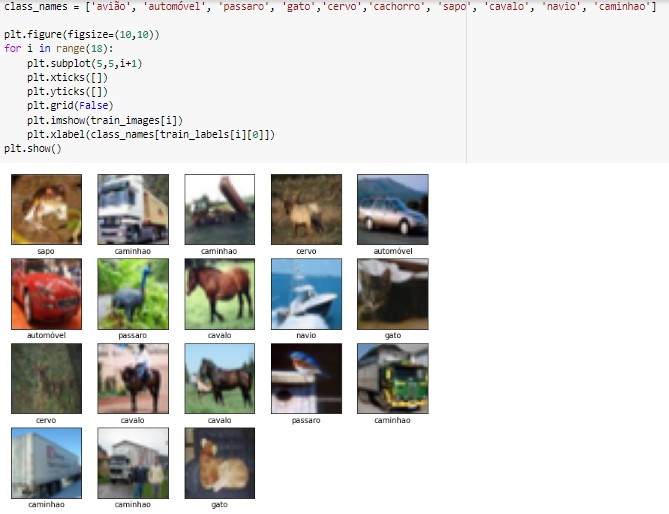 class_names = ['avião', 'automóvel', 'passaro', 'gato','cervo','cachorro', 'sapo', 'cavalo', 'navio', 'caminhao']
plt.figure(figsize=(10,10))
for i in range(18):
    plt.subplot(5,5,i+1)
    plt.xticks([])
    plt.yticks([])
    plt.grid(False)
    plt.imshow(train_images[i])
    plt.xlabel(class_names[train_labels[i][0]])
plt.show()
sapo caminhao caminhao cervo automóvel
automóvel passaro cavalo navio gato
cervo cavalo cavalo passaro caminhao
caminhao caminhao gato